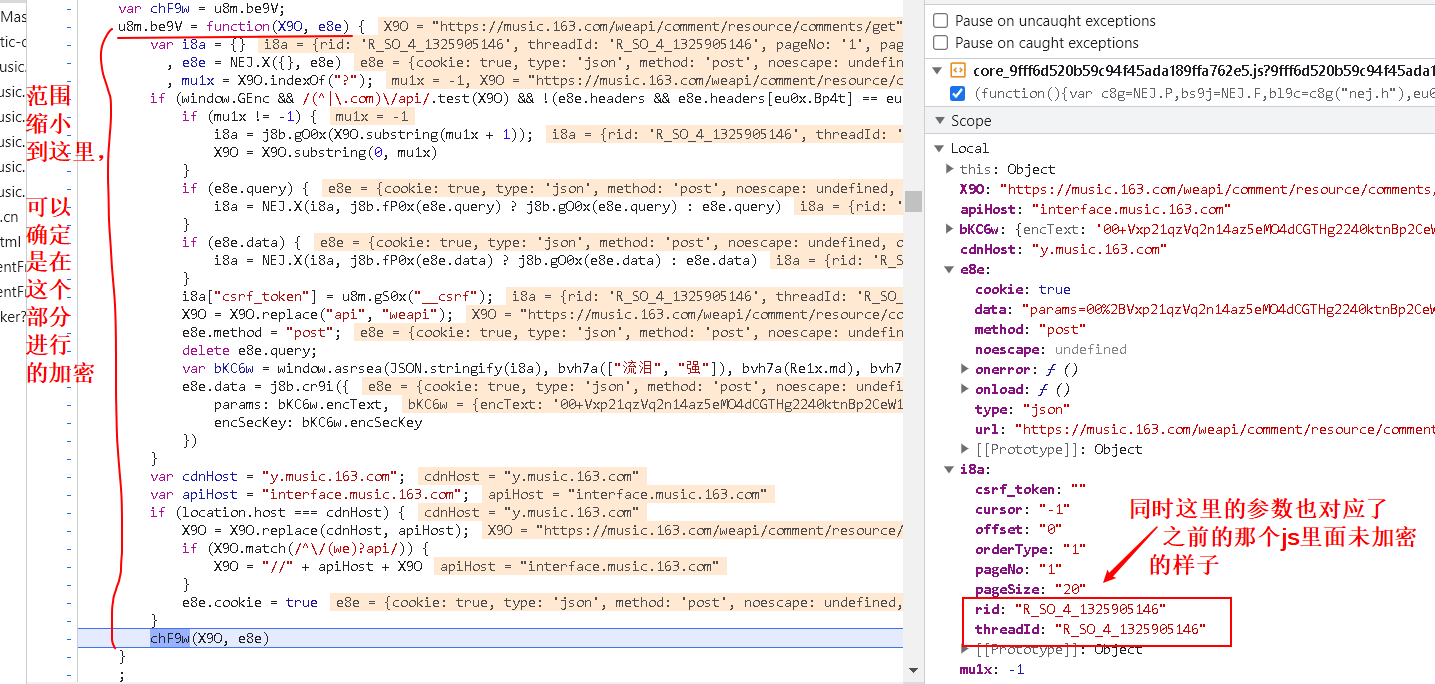 Mas
tic-c
usic.
usic.
usic.
usic.
usic.
usic.
.cn
tml
entFr
entFr
ker?
范围
缩小
到这里，
可以
确定
是在
这个
部分
进行
的加密
var chF9w = u8m.be9V;
u8m.be9V = function(X9O, e8e) { X9O = "https://music.163.com/weapi/comment/resource/comments/get"
var i8a = {} i8a = {rid: 'R_SO_4_1325905146', threadId: 'R_SO_4_1325905146', pageNo: '1', pages
, e8e = NEJ.X({}, e8e) e8e = {cookie: true, type: 'json', method: 'post', noescape: undefined
, mu1x = X9O.indexOf("?"); mu1x = -1, X9O = "https://music.163.com/weapi/comment/resource/co
if (window.GEnc && /(^|\.com)\/api/.test(X9O) && !(e8e.headers && e8e.headers[eu0x.Bp4t] == eu
if (mu1x != -1) { mu1x = -1
i8a = j8b.gO0x(X9O.substring(mu1x + 1)); i8a = {rid: 'R_SO_4_1325905146', threadId: '
X9O = X9O.substring(0, mu1x)
}
if (e8e.query) { e8e = {cookie: true, type: 'json', method: 'post', noescape: undefined,
i8a = NEJ.X(i8a, j8b.fP0x(e8e.query) ? j8b.gO0x(e8e.query) : e8e.query) i8a = {rid: '
}
if (e8e.data) { e8e = {cookie: true, type: 'json', method: 'post', noescape: undefined, o
i8a = NEJ.X(i8a, j8b.fP0x(e8e.data) ? j8b.gO0x(e8e.data) : e8e.data) i8a = {rid: 'R_S
}
i8a["csrf_token"] = u8m.gS0x("__csrf"); i8a = {rid: 'R_SO_4_1325905146', threadId: 'R_SO_
X9O = X9O.replace("api", "weapi"); X9O = "https://music.163.com/weapi/comment/resource/co
e8e.method = "post"; e8e = {cookie: true, type: 'json', method: 'post', noescape: undefin
delete e8e.query;
var bKC6w = window.asrsea(JSON.stringify(i8a), bvh7a(["流泪", "强"]), bvh7a(Re1x.md), bvh7
e8e.data = j8b.cr9i({ e8e = {cookie: true, type: 'json', method: 'post', noescape: undefi
params: bKC6w.encText, bKC6w = {encText: '00+Vxp21qzVq2n14az5eMO4dCGTHg2240ktnBp2CeW1
encSecKey: bKC6w.encSecKey
})
}
var cdnHost = "y.music.163.com"; cdnHost = "y.music.163.com"
var apiHost = "interface.music.163.com"; apiHost = "interface.music.163.com"
if (location.host === cdnHost) { cdnHost = "y.music.163.com"
X9O = X9O.replace(cdnHost, apiHost); X9O = "https://music.163.com/weapi/comment/resource/
if (X9O.match(/^\/(we)?api/)) {
X9O = "//" + apiHost + X9O apiHost = "interface.music.163.com"
}
e8e.cookie = true e8e = {cookie: true, type: 'json', method: 'post', noescape: undefined,
}
chF9w(X9O, e8e)
}
;
Pause on uncaught exceptions
Pause on caught exceptions
core_9fff6d520b59c94f45ada189ffa762e5.js?9fff6d520b59c94f45ada1
(function(){var c8g=NEJ.P,bs9j=NEJ.F,bl9c=c8g("nej.h"),eu0
Scope
Local
this: Object
X9O: "https://music.163.com/weapi/comment/resource/comments,
apiHost: "interface.music.163.com"
bKC6w: {encText: '00+Vxp21qzVq2n14az5eMO4dCGTHg2240ktnBp2CeW
cdnHost: "y.music.163.com"
e8e:
cookie: true
data: "params=00%2BVxp21qzVq2n14az5eMO4dCGTHg2240ktnBp2CeW
method: "post"
noescape: undefined
onerror: ƒ ()
onload: ƒ ()
type: "json"
url: "https://music.163.com/weapi/comment/resource/comment
[[Prototype]]: Object
i8a:
csrf_token: ""
cursor: "-1"
offset: "0"
orderType: "1"
pageNo: "1"
pageSize: "20"
rid: "R_SO_4_1325905146"
threadId: "R_SO_4_1325905146"
[[Prototype]]: Object
mu1x: -1
同时这里的参数也对应了
之前的那个js里面未加密
的样子